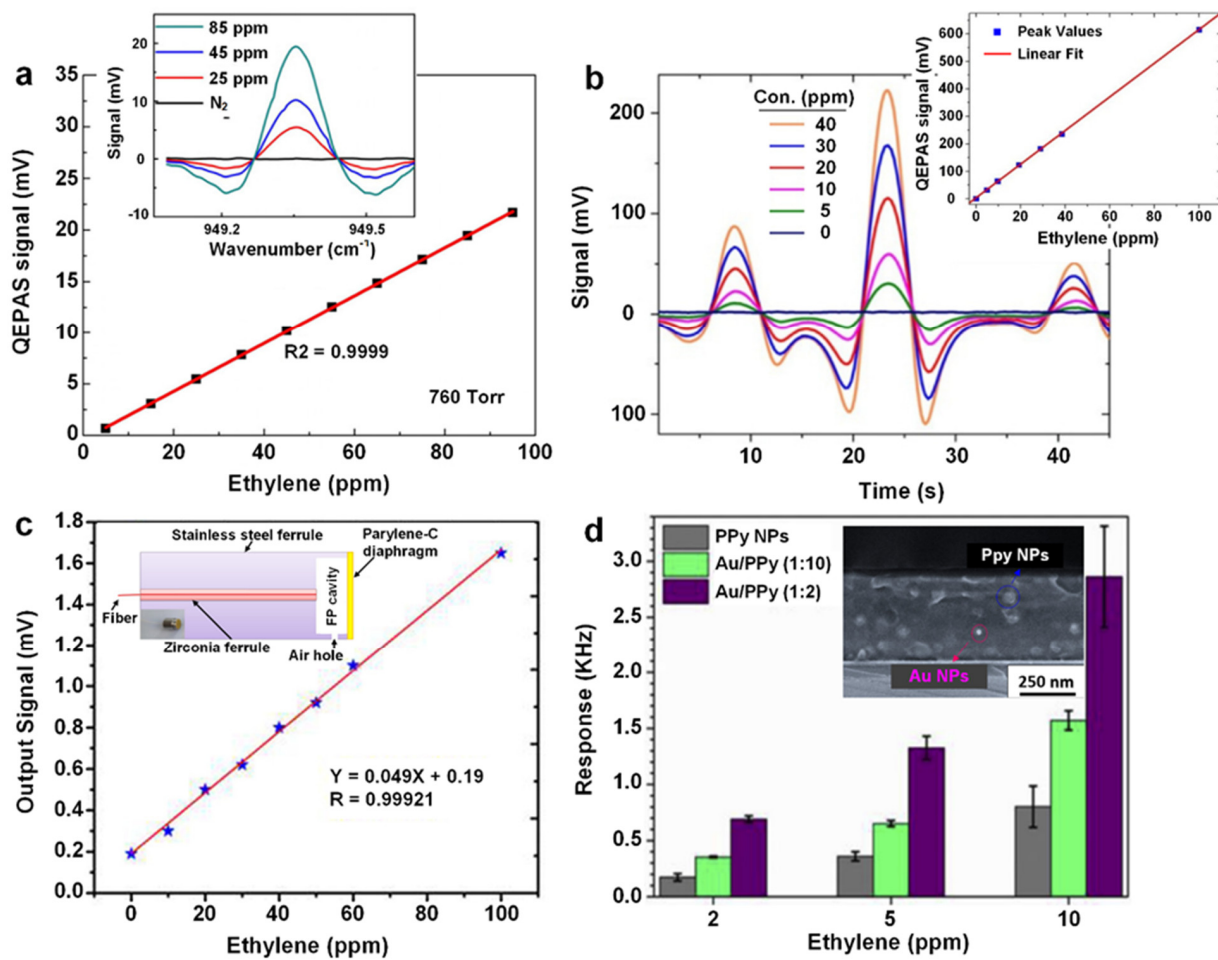 a
QEPAS signal (mV)
35
30
25
20
15
10
5
0
0
20
40
60
80
100
Ethylene (ppm)
R2 = 0.9999
760 Torr
85 ppm
45 ppm
25 ppm
N2
Signal (mV)
20
10
0
-10
949.2
949.5
Wavenumber (cm-1)
b
Signal (mV)
200
100
0
100
10
20
30
40
Time (s)
Con. (ppm)
40
30
20
10
5
0
QEPAS signal (mV)
600
500
400
300
200
100
0
Peak Values
Linear Fit
0
20
40
60
80
100
Ethylene (ppm)
c
Output Signal (mV)
1.8
1.6
1.4
1.2
1.0
0.8
0.6
0.4
0.2
0.0
0
20
40
60
80
100
Ethylene (ppm)
Stainless steel ferrule
Parylene-C
diaphragm
FP cavity
Fiber
Zirconia ferrule
Air hole
Y = 0.049X + 0.19
R = 0.99921
d
Response (KHz)
3.0
2.5
2.0
1.5
1.0
0.5
0.0
2
5
10
Ethylene (ppm)
PPy NPs
Au/PPy (1:10)
Au/PPy (1:2)
Ppy NPs
Au NPs
250 nm